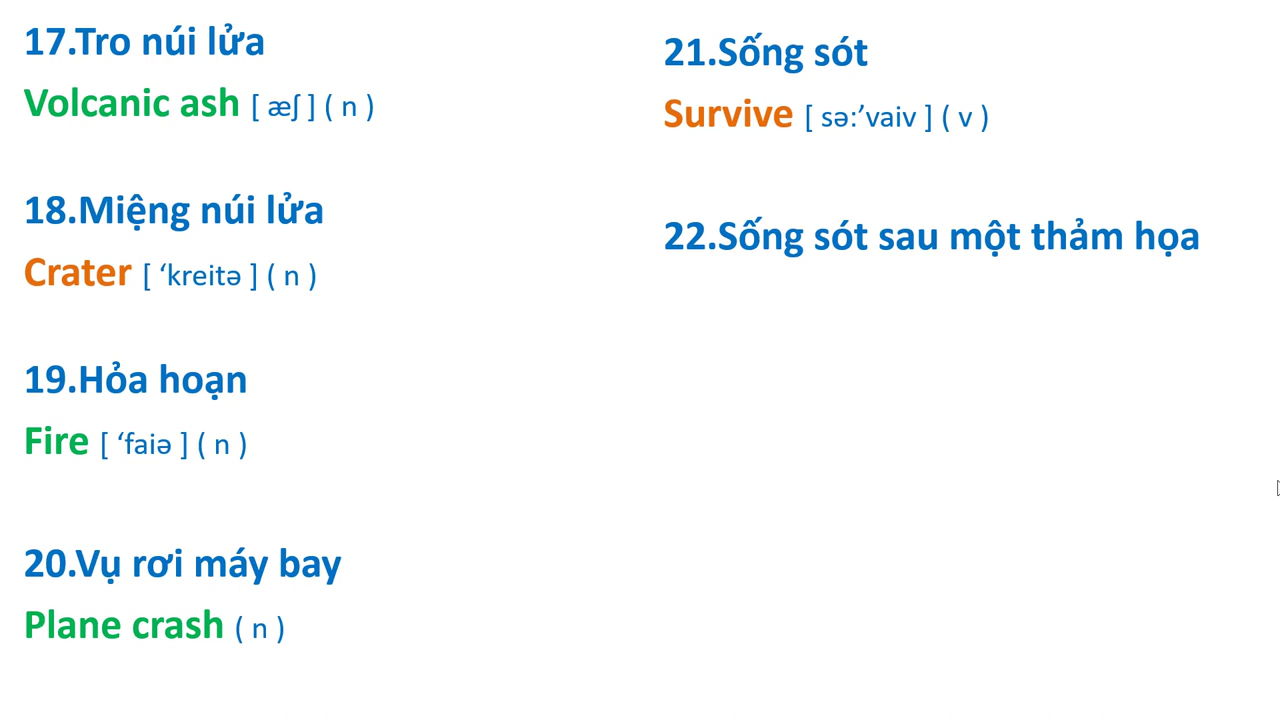 17.Tro núi lửa
Volcanic ash [ æʃ ] ( n )
18.Miệng núi lửa
Crater [ ‘kreitə ] ( n )
19.Hỏa hoạn
Fire [ ‘faiə ] ( n )
20.Vụ rơi máy bay
Plane crash ( n )
21.Sống sót
Survive [ sə:’vaiv ] ( v )
22.Sống sót sau một thảm họa